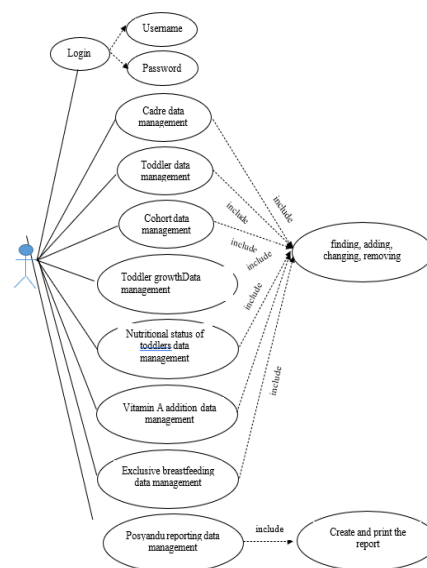 Username
Login
Password
Cadre data
management
Toddler data
management
include
include
Cohort data
management
include
include
finding, adding,
changing, removing
Toddler growthData
management
include
Nutritional status of
toddlers data
management
include
Vitamin A addition data
management
Exclusive breastfeeding
data management
Posyandu reporting data
management
include
Create and print the
report